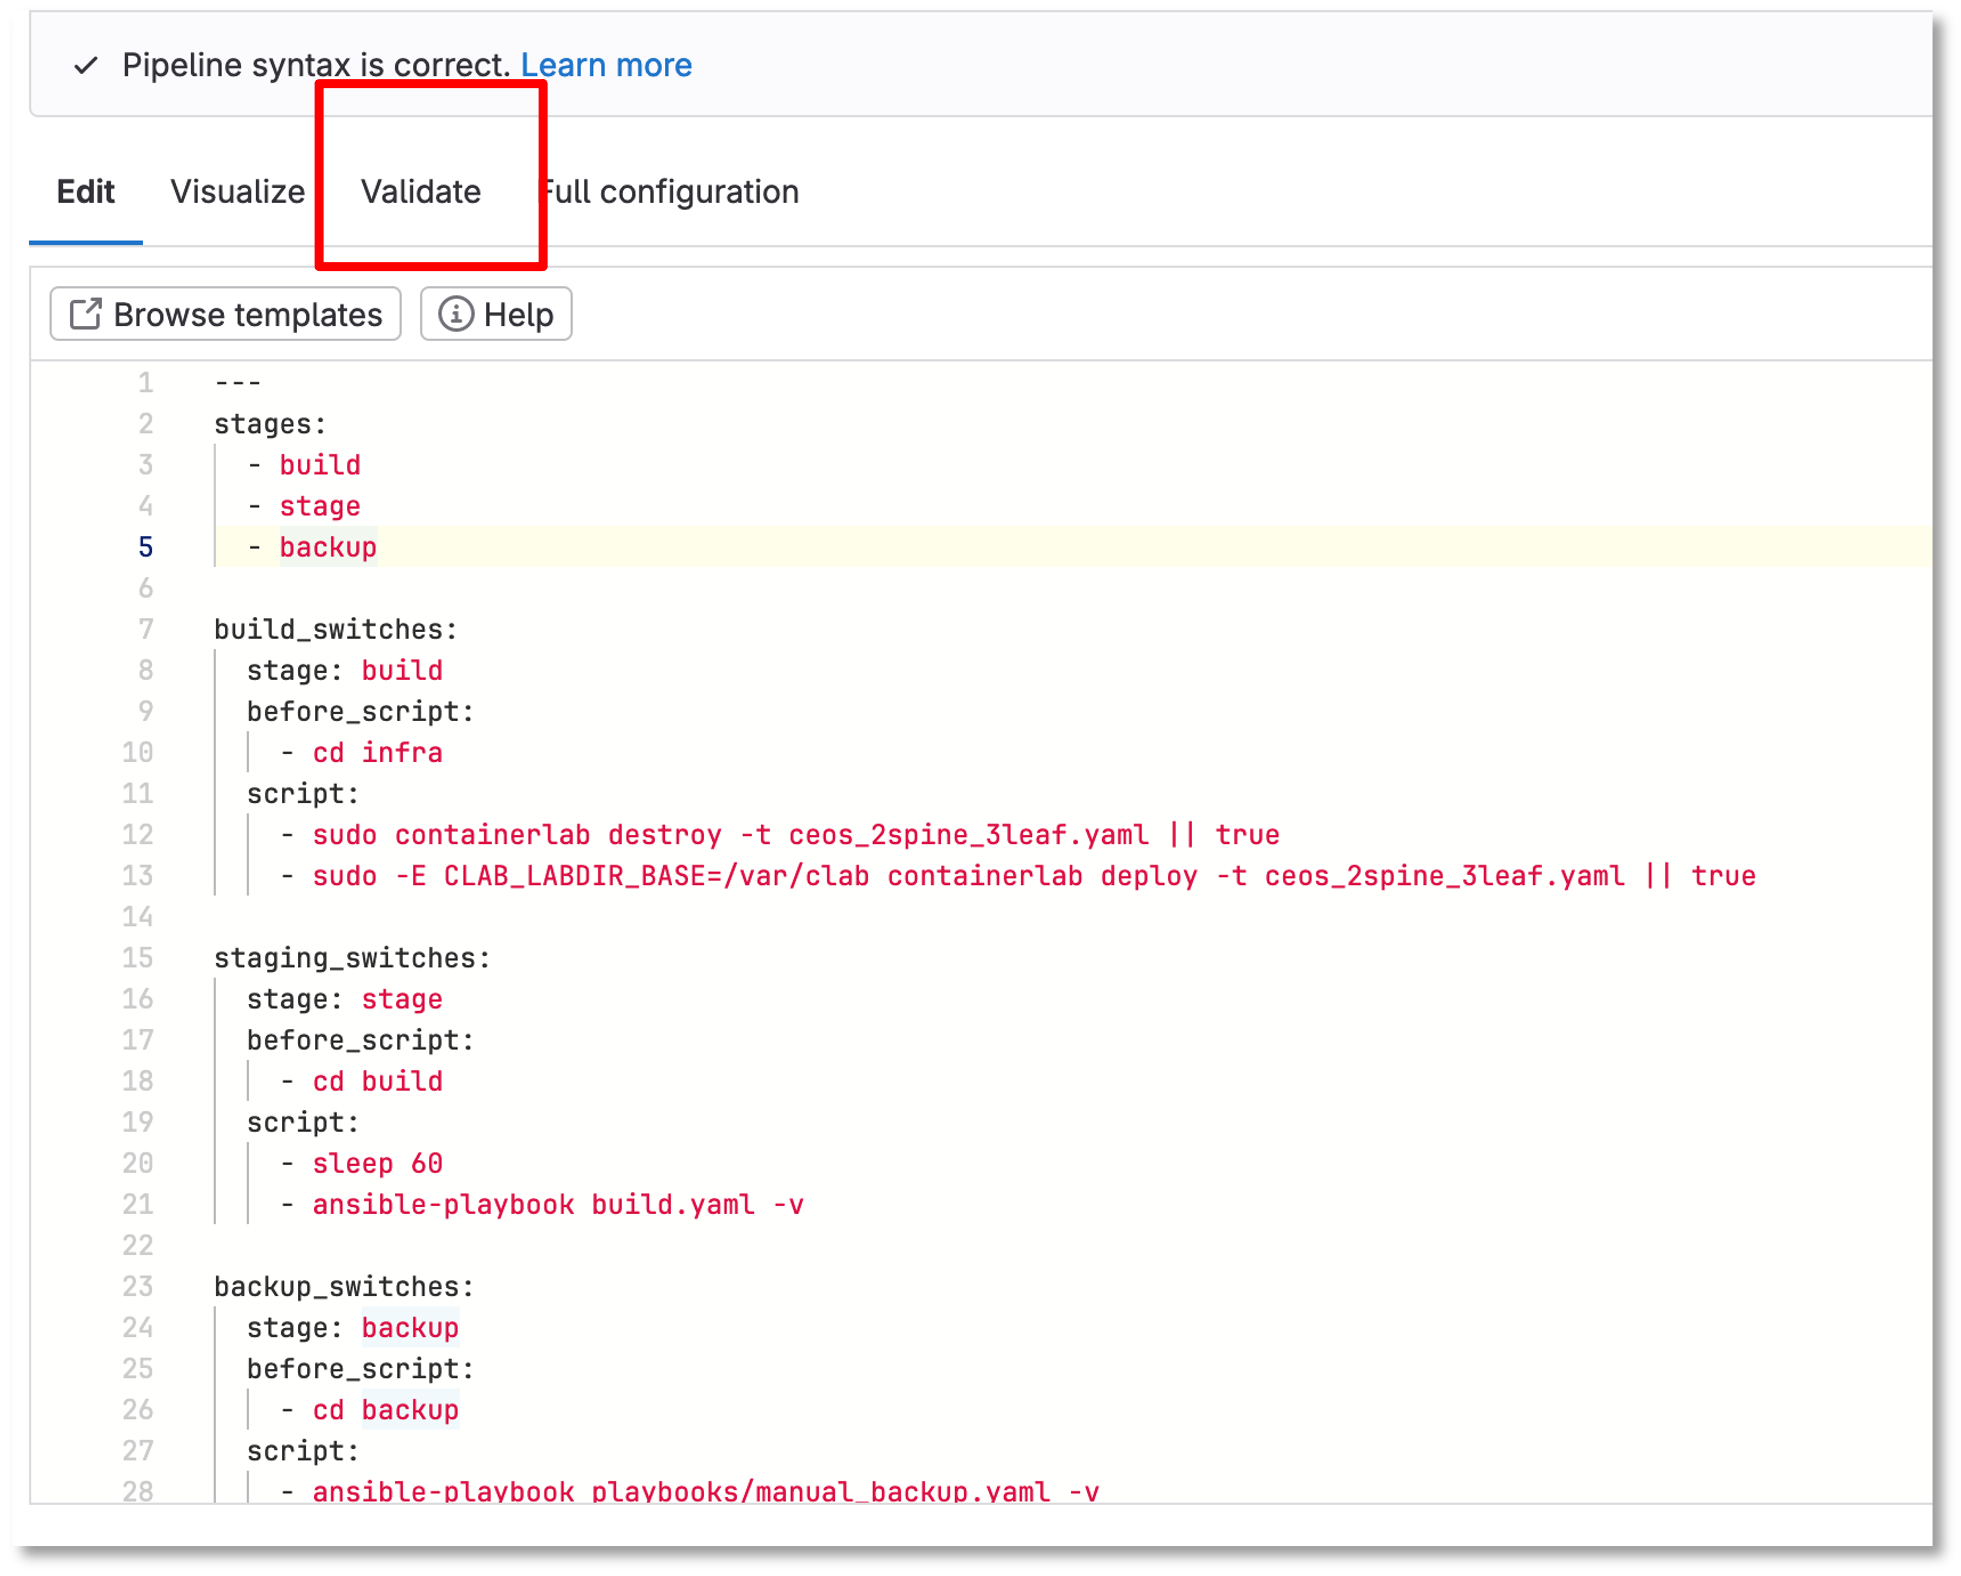 Pipeline syntax is correct. Learn more
Edit Visualize Validate Full configuration
Browse templates Help
1 ---
2 stages:
3   - build
4   - stage
5   - backup
6
7 build_switches:
8   stage: build
9   before_script:
10     - cd infra
11   script:
12     - sudo containerlab destroy -t ceos_2spine_3leaf.yaml || true
13     - sudo -E CLAB_LABDIR_BASE=/var/clab containerlab deploy -t ceos_2spine_3leaf.yaml || true
14
15 staging_switches:
16   stage: stage
17   before_script:
18     - cd build
19   script:
20     - sleep 60
21     - ansible-playbook build.yaml -v
22
23 backup_switches:
24   stage: backup
25   before_script:
26     - cd backup
27   script:
28     - ansible-playbook playbooks/manual_backup.yaml -v